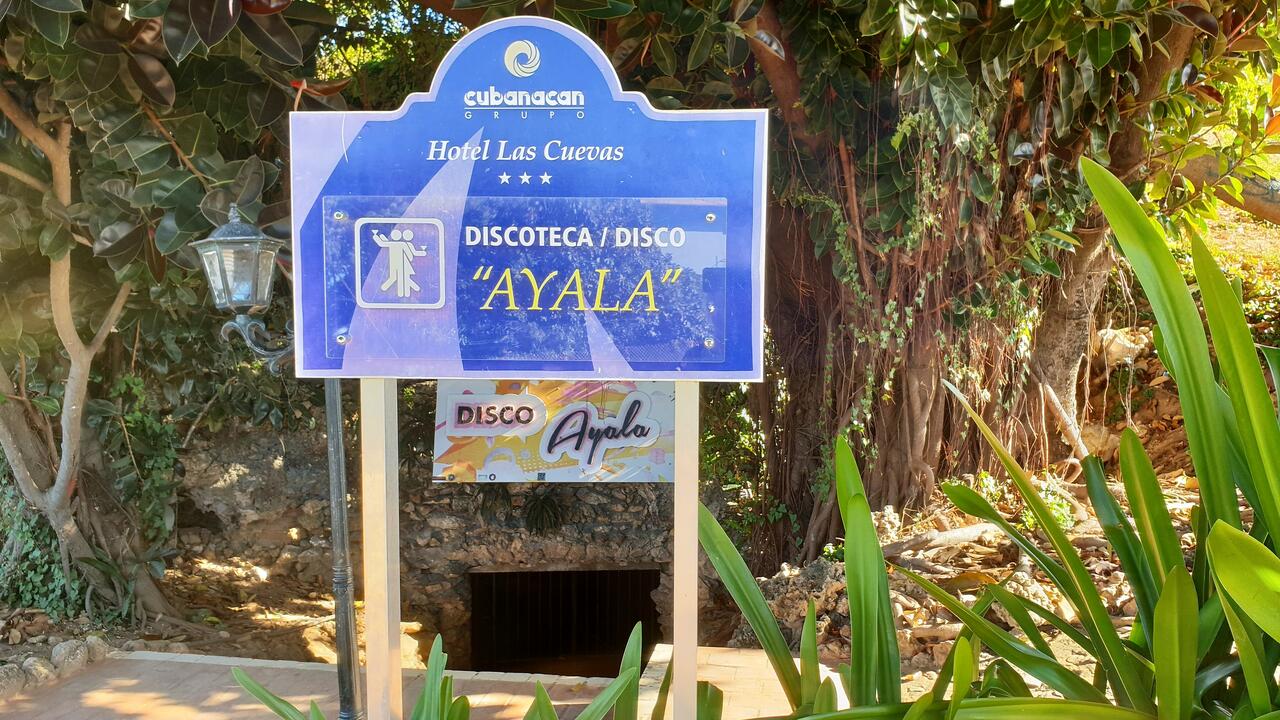 cubanacan
GRUPO
Hotel Las Cuevas
DISCOTECA / DISCO
"AYALA"
DISCO
Ayala